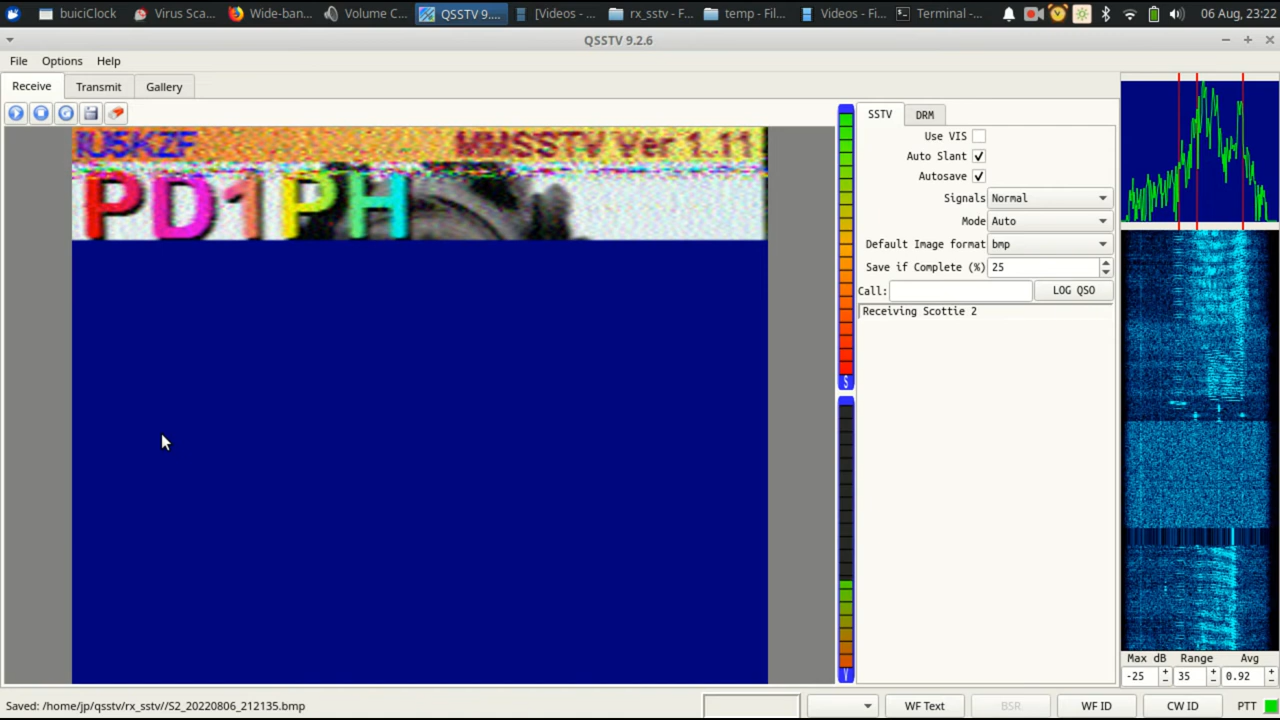 buiciClock Virus Sca... Wide-ban... Volume C... QSSTV 9.... [Videos - ... rx_sstv - F... temp - Fil... Videos - Fi... Terminal -... 06 Aug, 23:22
QSSTV 9.2.6
File Options Help
Receive Transmit Gallery
IU5KZF MMSSTV Ver 1.11
PD1PH
S
V
SSTV DRM
Use VIS
Auto Slant
Autosave
Signals Normal
Mode Auto
Default Image format bmp
Save if Complete (%) 25
Call: LOG QSO
Receiving Scottie 2
Max dB Range Avg
-25 35 0.92
Saved: /home/jp/qsstv/rx_sstv//S2_20220806_212135.bmp WF Text BSR WF ID CW ID PTT